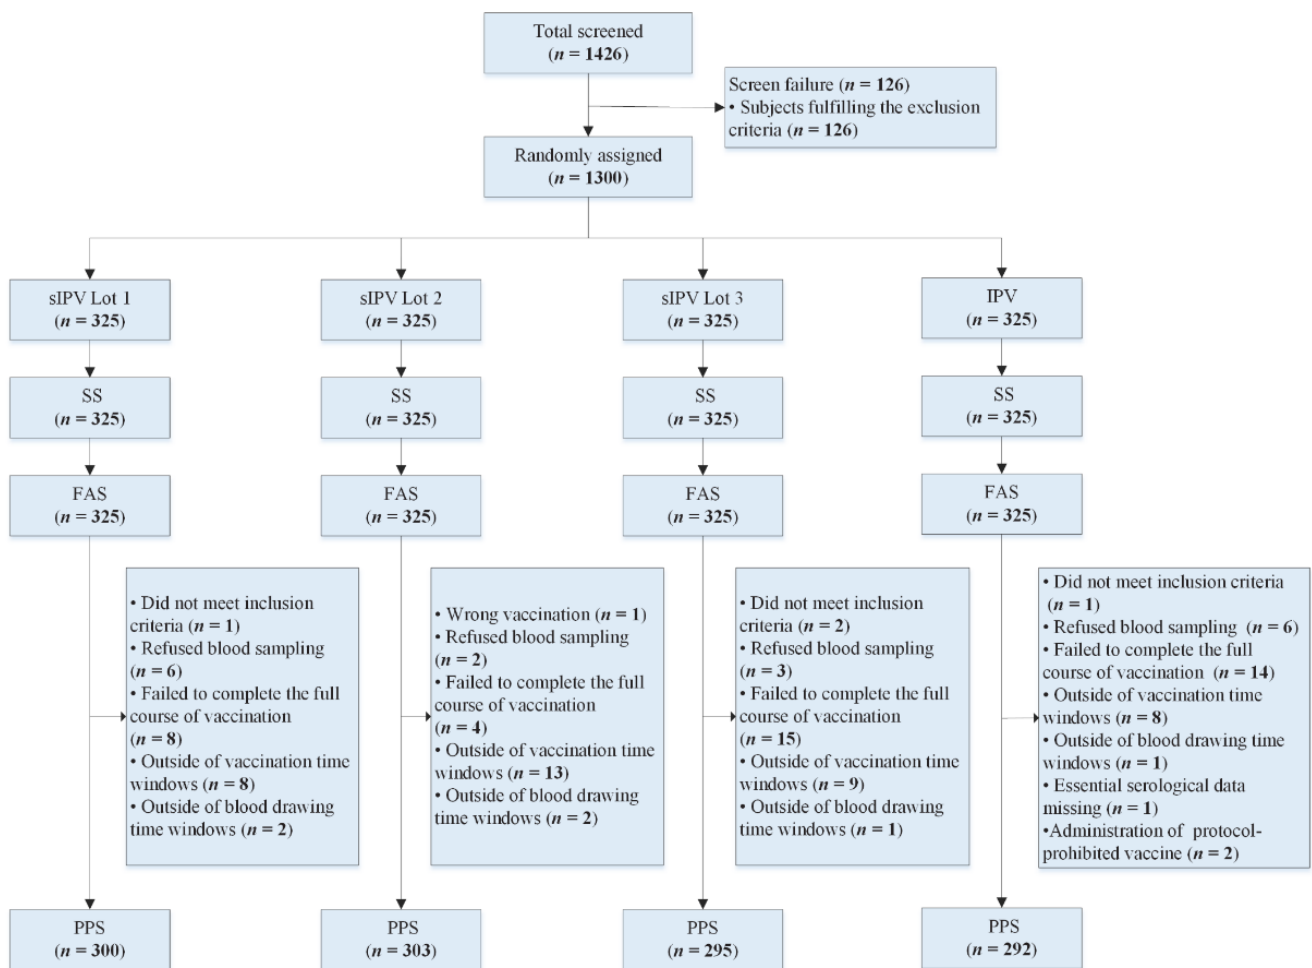 Total screened
(n = 1426)
Screen failure (n = 126)
• Subjects fulfilling the exclusion
criteria (n = 126)
Randomly assigned
(n = 1300)
sIPV Lot 1
(n = 325)
sIPV Lot 2
(n = 325)
sIPV Lot 3
(n = 325)
IPV
(n = 325)
SS
(n = 325)
SS
(n = 325)
SS
(n = 325)
SS
(n = 325)
FAS
(n = 325)
FAS
(n = 325)
FAS
(n = 325)
FAS
(n = 325)
• Did not meet inclusion
criteria (n = 1)
• Refused blood sampling
(n = 6)
• Failed to complete the full
course of vaccination
(n = 8)
• Outside of vaccination time
windows (n = 8)
• Outside of blood drawing
time windows (n = 2)
• Wrong vaccination (n = 1)
• Refused blood sampling
(n = 2)
• Failed to complete the full
course of vaccination
(n = 4)
• Outside of vaccination time
windows (n = 13)
• Outside of blood drawing
time windows (n = 2)
• Did not meet inclusion
criteria (n = 2)
• Refused blood sampling
(n = 3)
• Failed to complete the full
course of vaccination
(n = 15)
• Outside of vaccination time
windows (n = 9)
• Outside of blood drawing
time windows (n = 1)
• Did not meet inclusion criteria
(n = 1)
• Refused blood sampling (n = 6)
• Failed to complete the full
course of vaccination (n = 14)
• Outside of vaccination time
windows (n = 8)
• Outside of blood drawing time
windows (n = 1)
• Essential serological data
missing (n = 1)
•Administration of protocol-
prohibited vaccine (n = 2)
PPS
(n = 300)
PPS
(n = 303)
PPS
(n = 295)
PPS
(n = 292)